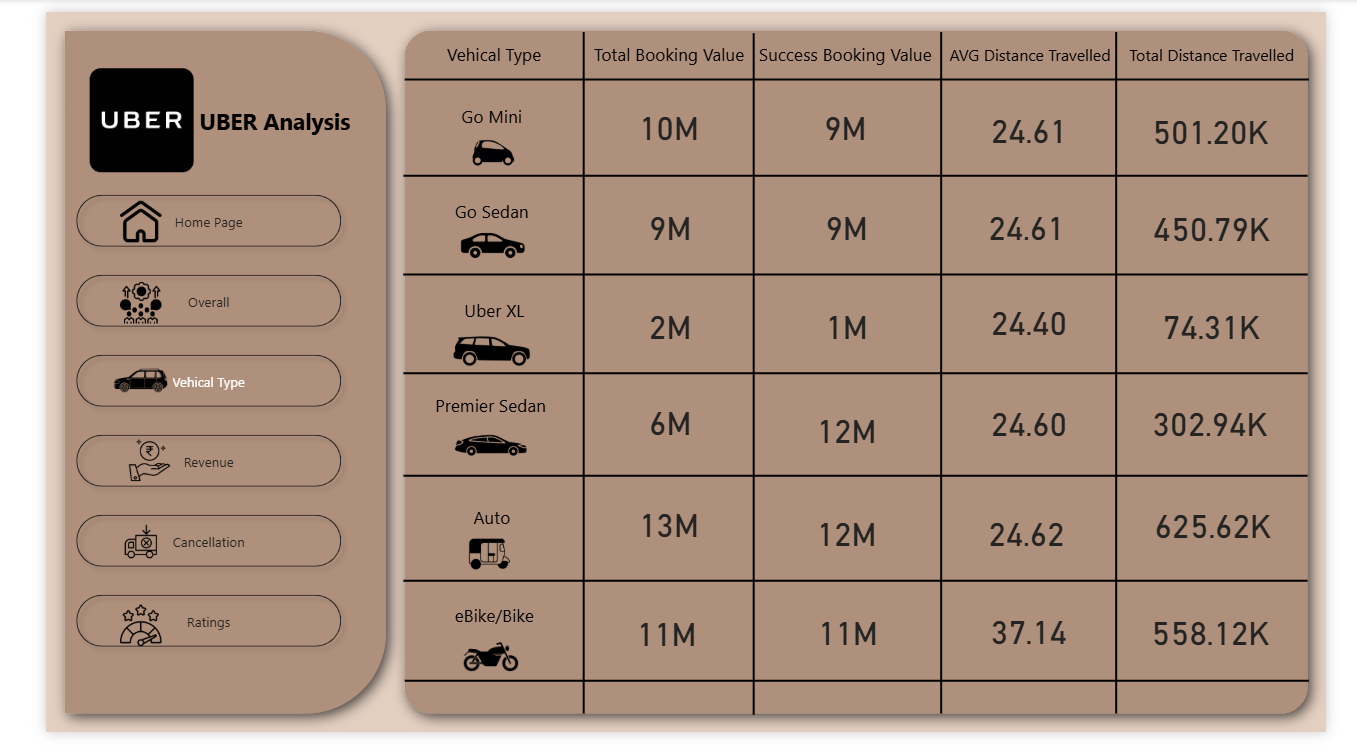 UBER
UBER Analysis
Home Page
Overall
Vehical Type
Revenue
Cancellation
Ratings
Vehical Type Total Booking Value Success Booking Value AVG Distance Travelled Total Distance Travelled
Go Mini 10M 9M 24.61 501.20K
Go Sedan 9M 9M 24.61 450.79K
Uber XL 2M 1M 24.40 74.31K
Premier Sedan 6M 12M 24.60 302.94K
Auto 13M 12M 24.62 625.62K
eBike/Bike 11M 11M 37.14 558.12K